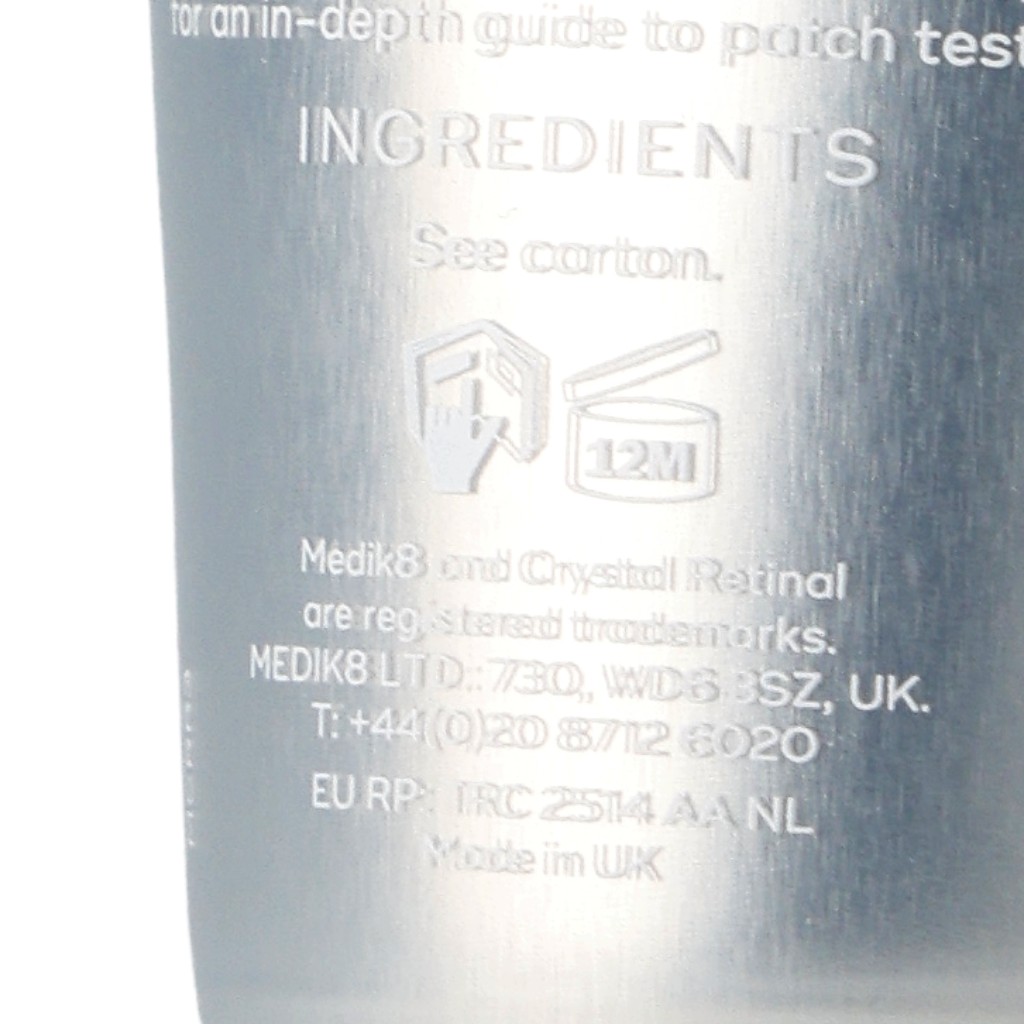 for an in-depth guide to patch test
INGREDIENTS
See carton.
12M
Medik8 and Crystal Retinal
are registered trademarks.
MEDIK8 LTD.: 730, WD6 3SZ, UK.
T: +44(0)20 8712 6020
EU RP: IRC 2514 AA NL
Made in UK